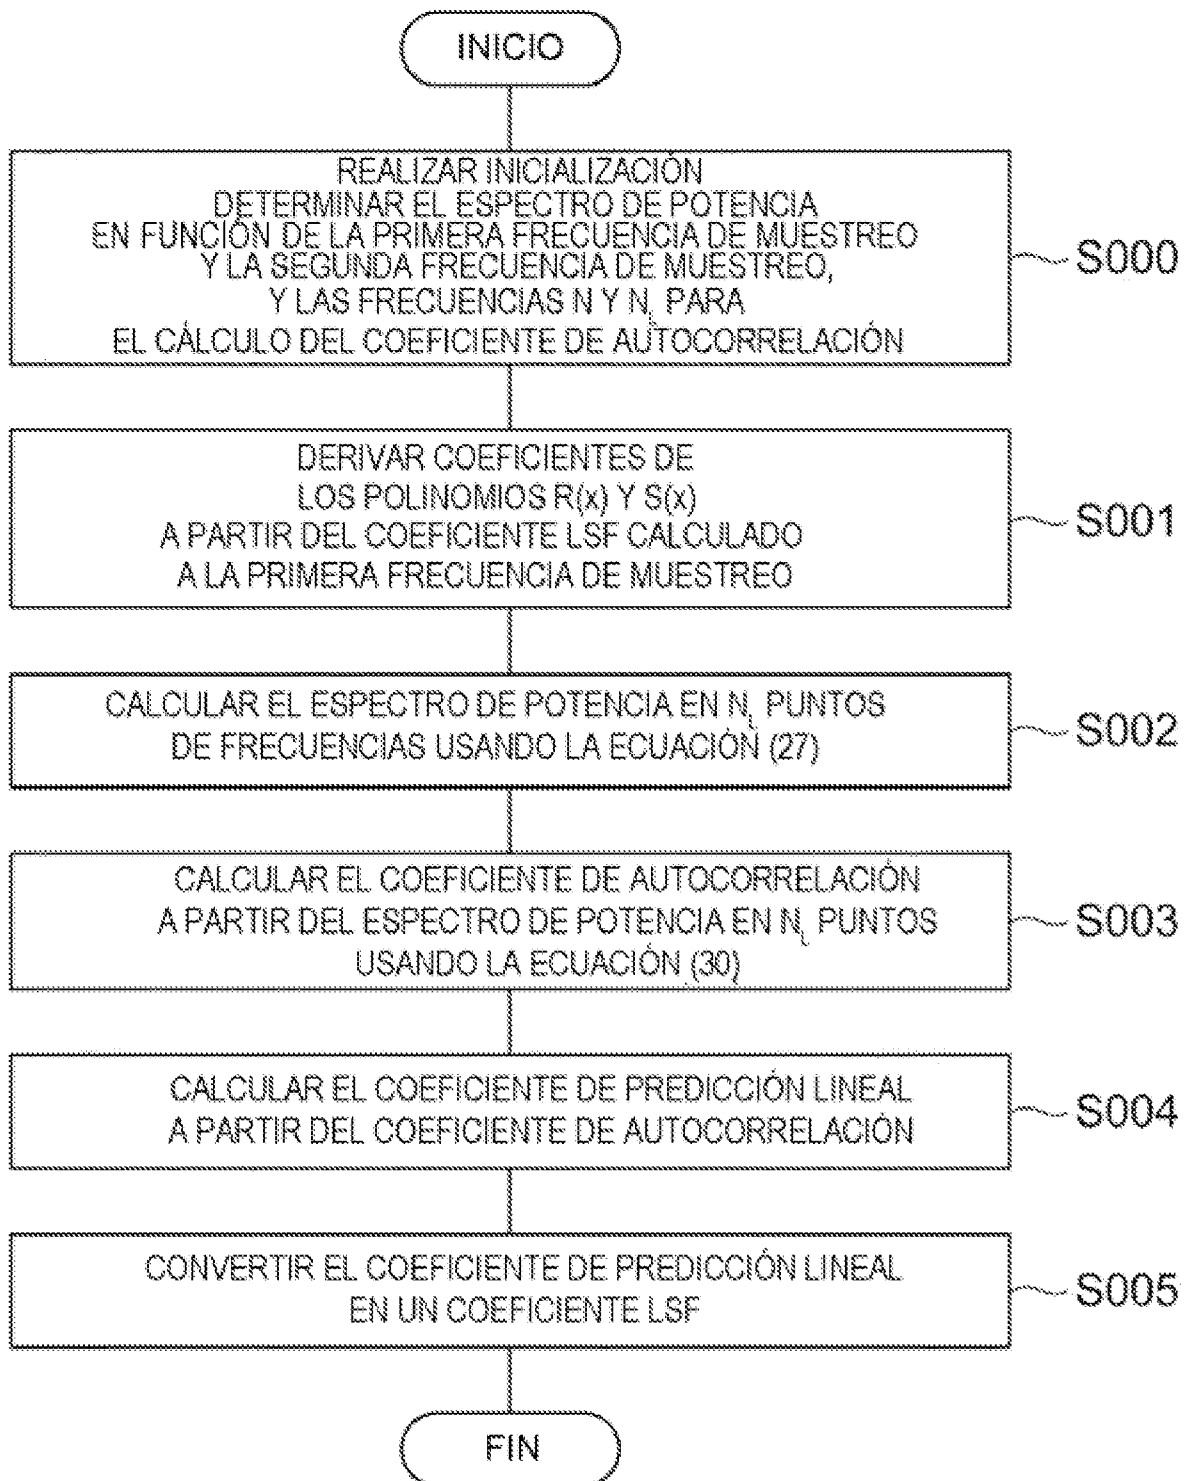 INICIO
REALIZAR INICIALIZACIÓN
DETERMINAR EL ESPECTRO DE POTENCIA
EN FUNCIÓN DE LA PRIMERA FRECUENCIA DE MUESTREO
Y LA SEGUNDA FRECUENCIA DE MUESTREO,
Y LAS FRECUENCIAS N Y N_L PARA
EL CÁLCULO DEL COEFICIENTE DE AUTOCORRELACIÓN
S000
DERIVAR COEFICIENTES DE
LOS POLINOMIOS R(x) Y S(x)
A PARTIR DEL COEFICIENTE LSF CALCULADO
A LA PRIMERA FRECUENCIA DE MUESTREO
S001
CALCULAR EL ESPECTRO DE POTENCIA EN N_L PUNTOS
DE FRECUENCIAS USANDO LA ECUACIÓN (27)
S002
CALCULAR EL COEFICIENTE DE AUTOCORRELACIÓN
A PARTIR DEL ESPECTRO DE POTENCIA EN N_L PUNTOS
USANDO LA ECUACIÓN (30)
S003
CALCULAR EL COEFICIENTE DE PREDICCIÓN LINEAL
A PARTIR DEL COEFICIENTE DE AUTOCORRELACIÓN
S004
CONVERTIR EL COEFICIENTE DE PREDICCIÓN LINEAL
EN UN COEFICIENTE LSF
S005
FIN